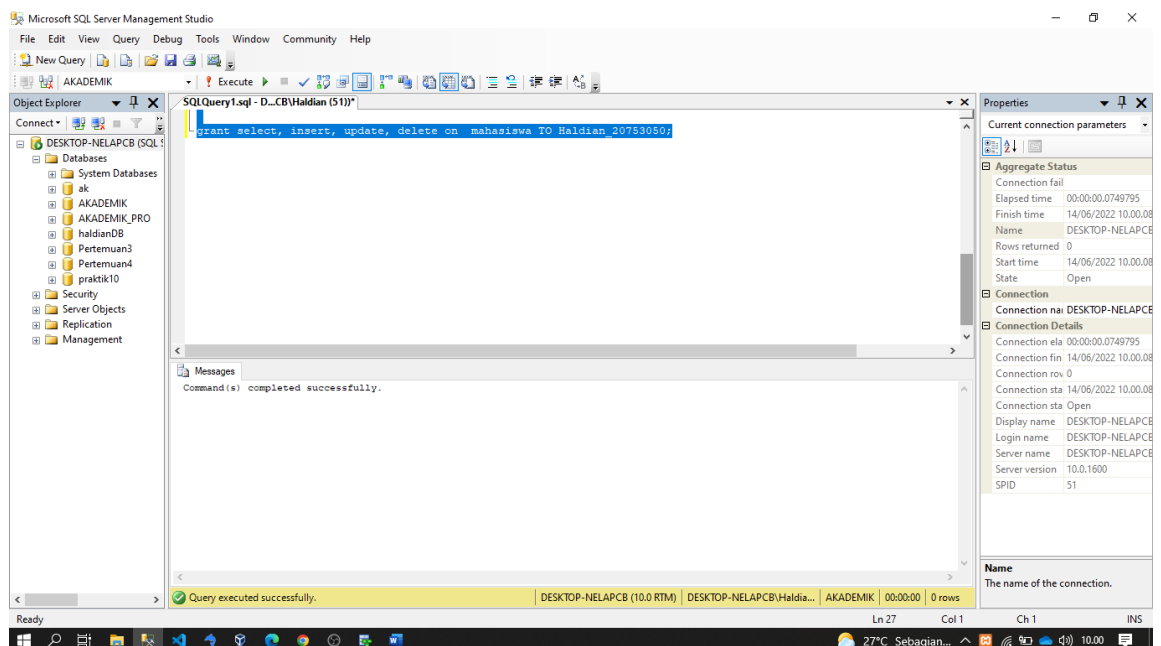 Microsoft SQL Server Management Studio
File Edit View Query Debug Tools Window Community Help
New Query
AKADEMIK
Execute
Object Explorer
Connect
DESKTOP-NELAPCB (SQL S
Databases
System Databases
ak
AKADEMIK
AKADEMIK_PRO
haldianDB
Pertemuan3
Pertemuan4
praktik10
Security
Server Objects
Replication
Management
SQLQuery1.sql - D...CB\Haldian (51))*
grant select, insert, update, delete on mahasiswa TO Haldian_20753050;
Messages
Command(s) completed successfully.
Query executed successfully.
DESKTOP-NELAPCB (10.0 RTM) DESKTOP-NELAPCB\Haldia... AKADEMIK 00:00:00 0 rows
Properties
Current connection parameters
Aggregate Status
Connection fail
Elapsed time 00:00:00.0749795
Finish time 14/06/2022 10.00.08
Name DESKTOP-NELAPCB
Rows returned 0
Start time 14/06/2022 10.00.08
State Open
Connection
Connection nar DESKTOP-NELAPCB
Connection Details
Connection ela 00:00:00.0749795
Connection fin 14/06/2022 10.00.08
Connection rov 0
Connection sta 14/06/2022 10.00.08
Connection sta Open
Display name DESKTOP-NELAPCB
Login name DESKTOP-NELAPCB
Server name DESKTOP-NELAPCB
Server version 10.0.1600
SPID 51
Name
The name of the connection.
Ready
Ln 27 Col 1 Ch 1 INS
27°C Sebagian... 10.00